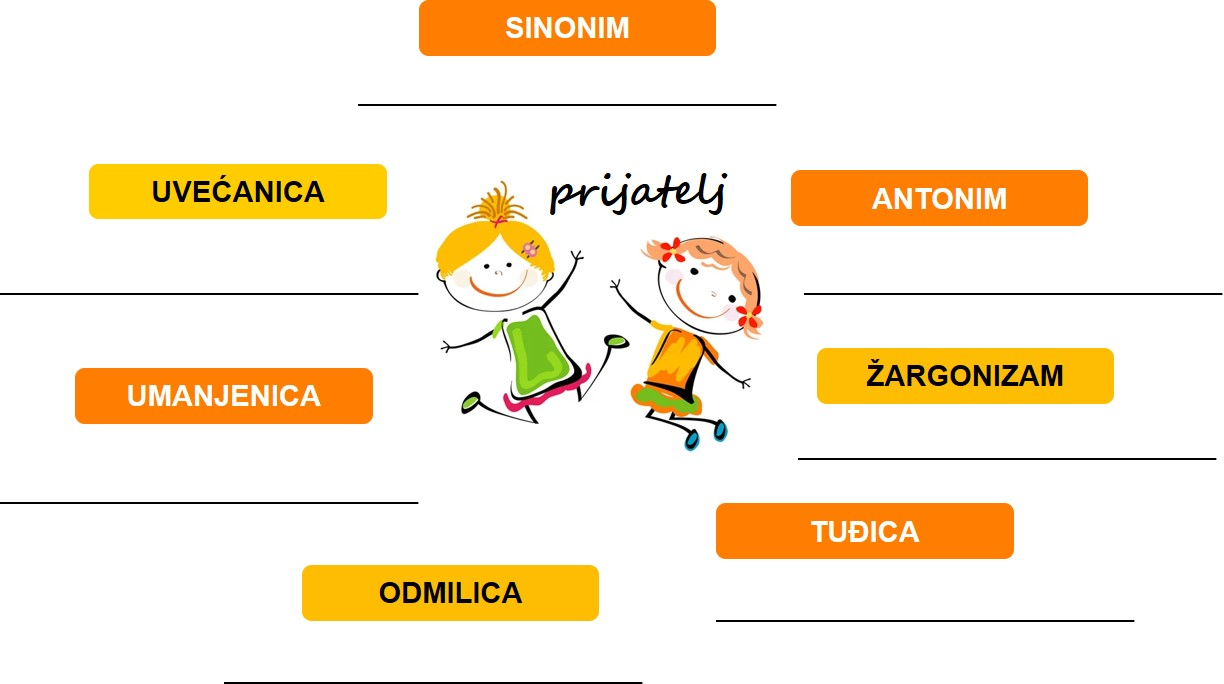 SINONIM
UVEĆANICA
prijatelj
ANTONIM
UMANJENICA
ŽARGONIZAM
TUĐICA
ODMILICA